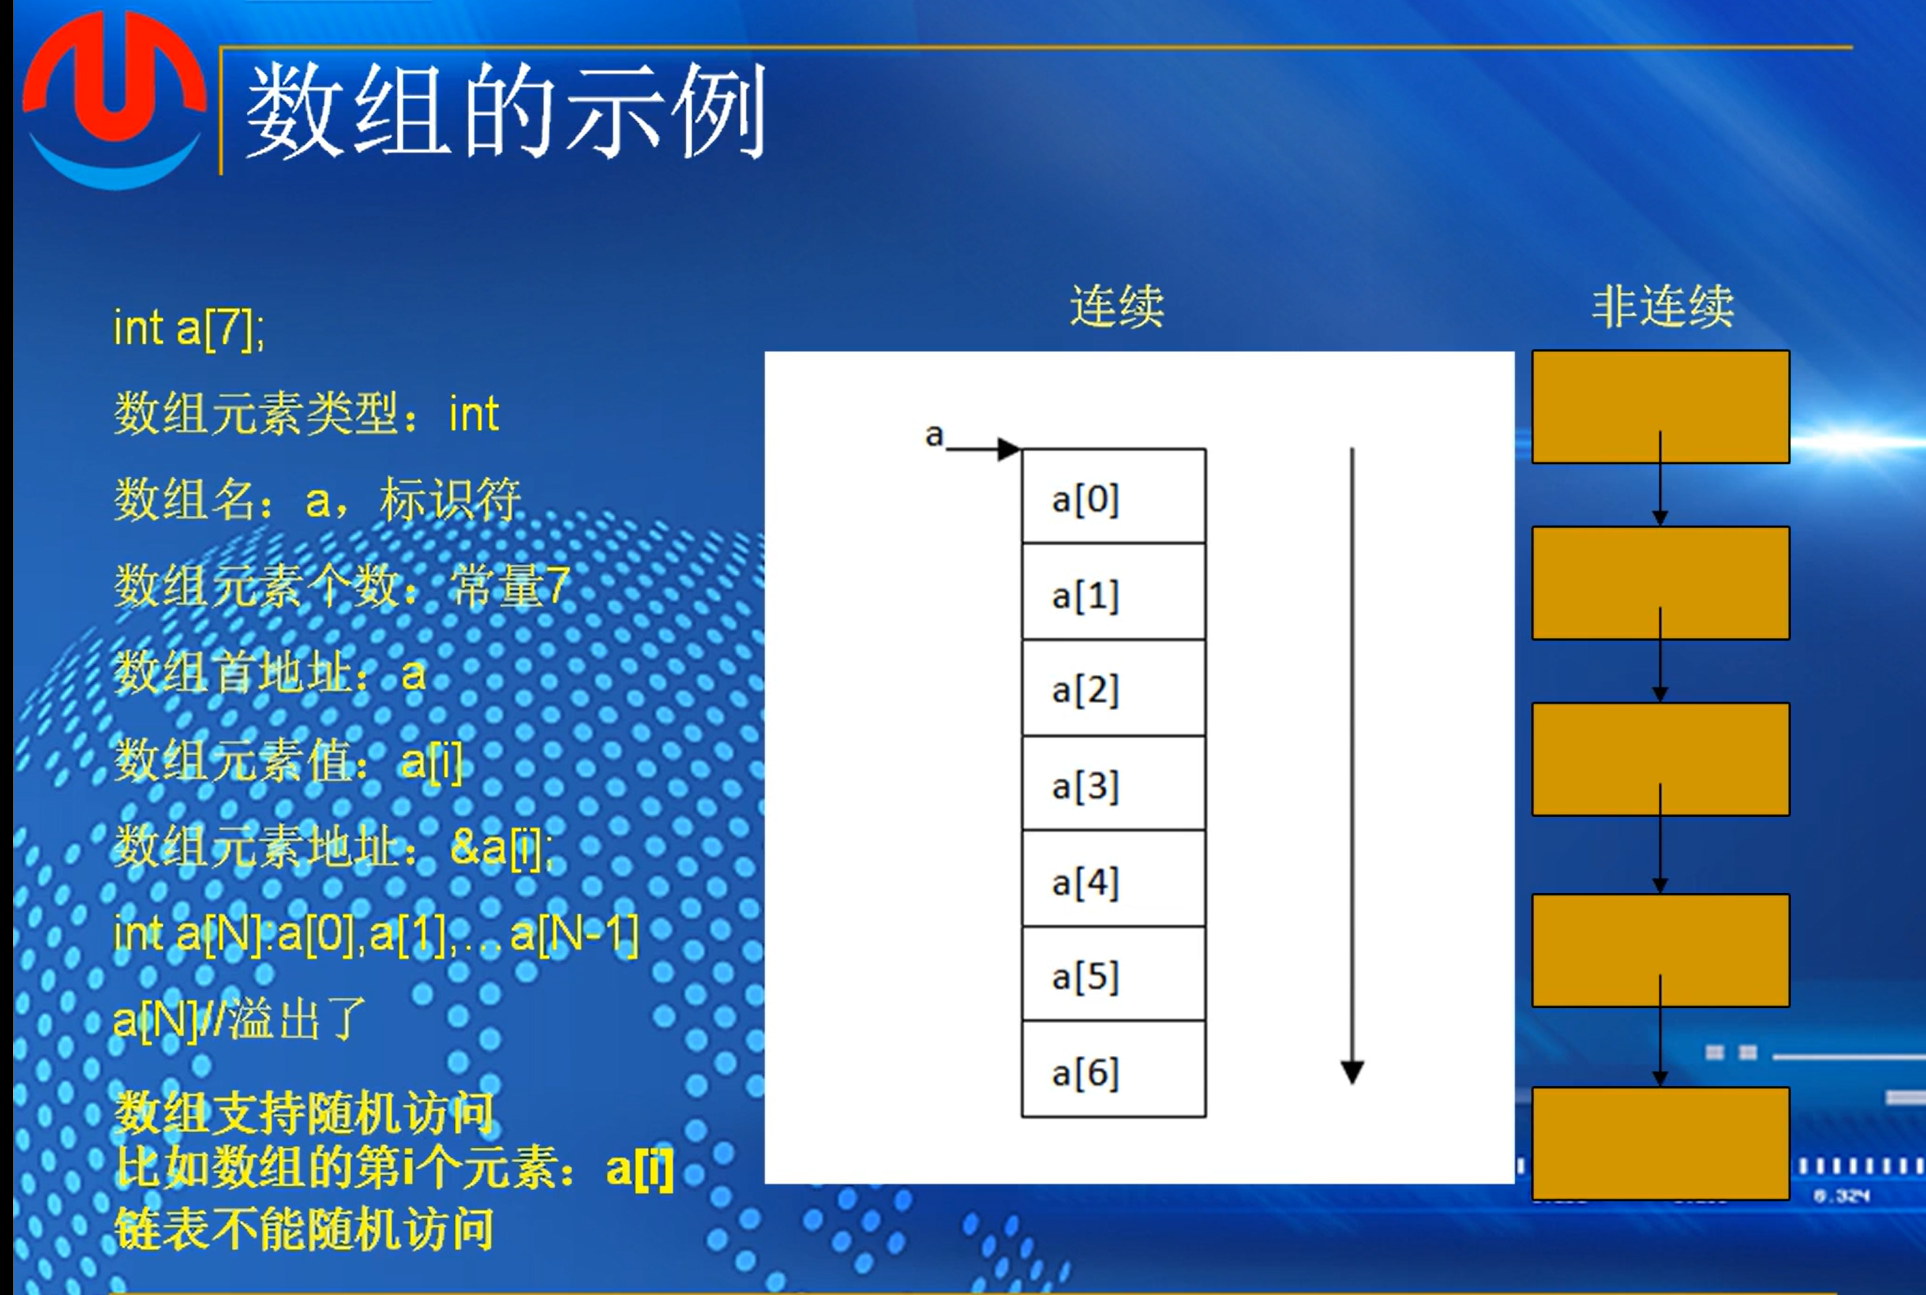 数组的示例
int a[7];
数组元素类型：int
数组名：a，标识符
数组元素个数：常量7
数组首地址：a
数组元素值：a[i]
数组元素地址：&a[i];
int a[N]:a[0],a[1],…a[N-1]
a[N]//溢出了
数组支持随机访问
比如数组的第i个元素：a[i]
链表不能随机访问
连续
a
a[0]
a[1]
a[2]
a[3]
a[4]
a[5]
a[6]
非连续
6.324